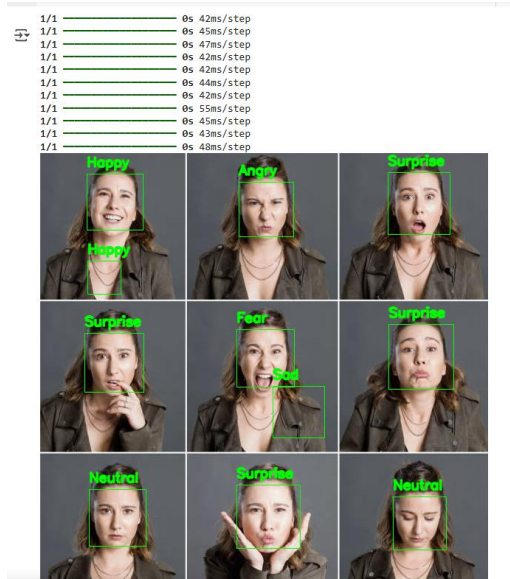 1/1 ━━━━━━━━━━━━━━━━━━━━ 0s 42ms/step
1/1 ━━━━━━━━━━━━━━━━━━━━ 0s 45ms/step
1/1 ━━━━━━━━━━━━━━━━━━━━ 0s 47ms/step
1/1 ━━━━━━━━━━━━━━━━━━━━ 0s 42ms/step
1/1 ━━━━━━━━━━━━━━━━━━━━ 0s 42ms/step
1/1 ━━━━━━━━━━━━━━━━━━━━ 0s 44ms/step
1/1 ━━━━━━━━━━━━━━━━━━━━ 0s 42ms/step
1/1 ━━━━━━━━━━━━━━━━━━━━ 0s 55ms/step
1/1 ━━━━━━━━━━━━━━━━━━━━ 0s 45ms/step
1/1 ━━━━━━━━━━━━━━━━━━━━ 0s 43ms/step
1/1 ━━━━━━━━━━━━━━━━━━━━ 0s 48ms/step
Happy
Angry
Surprise
Happy
Surprise
Fear
Surprise
Sad
Neutral
Surprise
Neutral